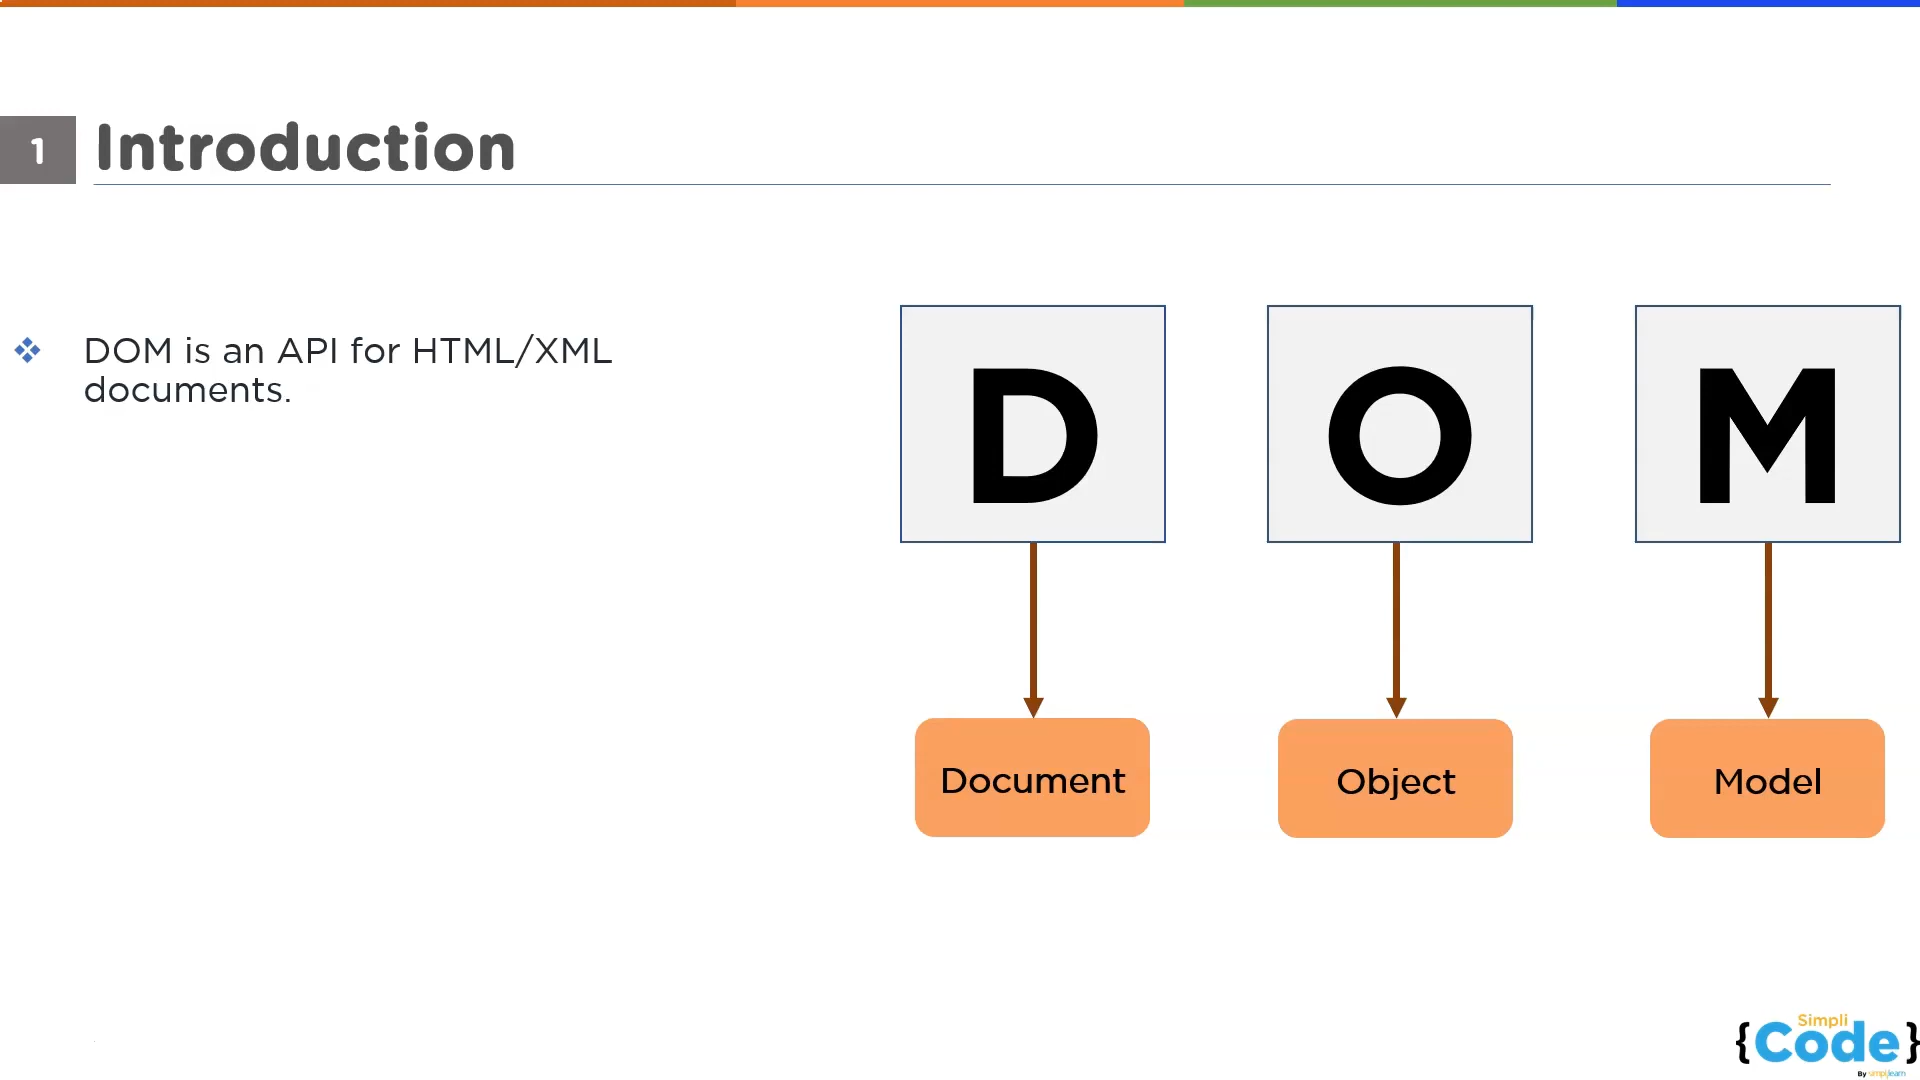 1
Introduction
DOM is an API for HTML/XML
documents.
D O M
Document Object Model
Simpli
{Code}
By simplilearn